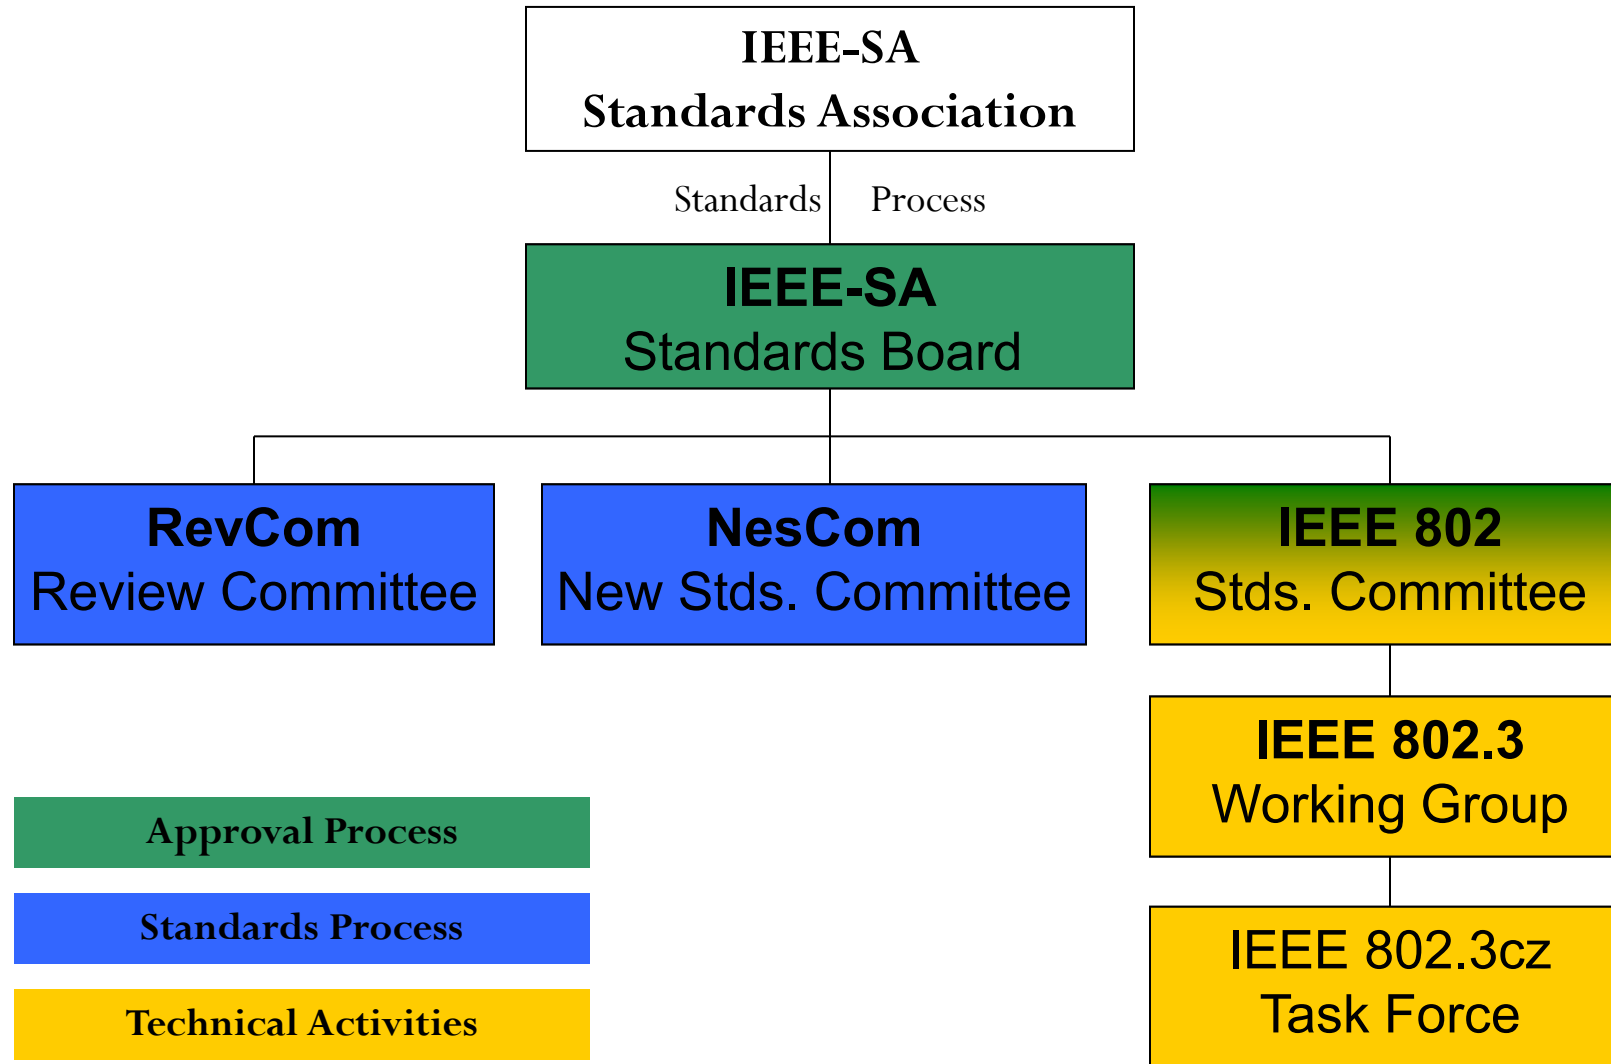 IEEE-SA
Standards Association
Standards Process
IEEE-SA
Standards Board
RevCom
Review Committee
NesCom
New Stds. Committee
IEEE 802
Stds. Committee
IEEE 802.3
Working Group
IEEE 802.3cz
Task Force
Approval Process
Standards Process
Technical Activities